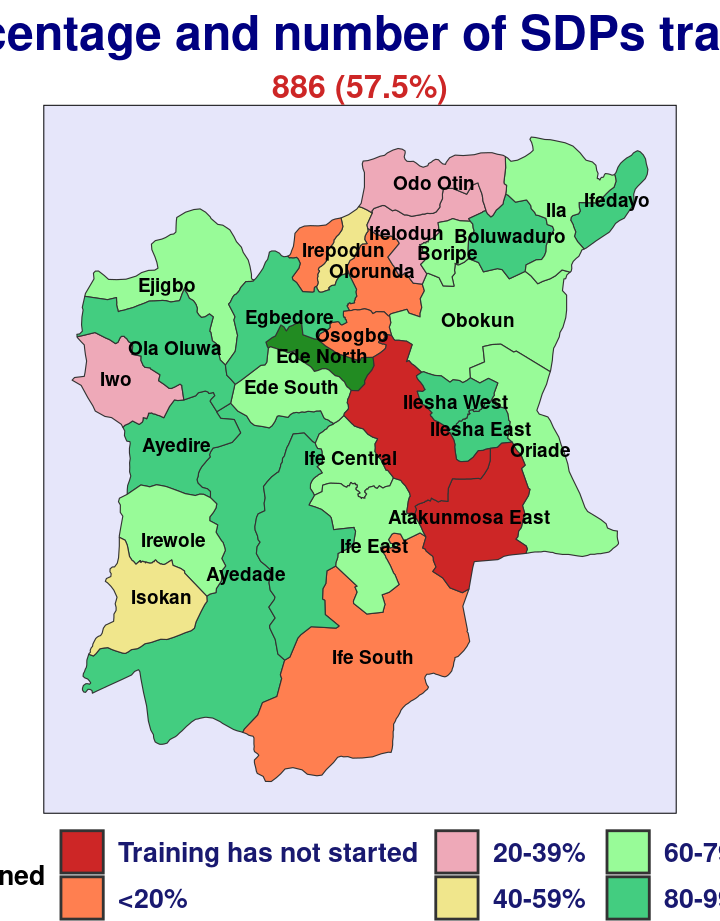 centage and number of SDPs tra
886 (57.5%)
Odo Otin
Ila
Ifedayo
Ifelodun
Boluwaduro
Irepodun
Boripe
Olorunda
Ejigbo
Egbedore
Obokun
Osogbo
Ola Oluwa
Ede North
Iwo
Ede South
Ilesha West
Ilesha East
Ayedire
Oriade
Ife Central
Atakunmosa East
Irewole
Ife East
Ayedade
Isokan
Ife South
Training has not started
20-39%
60-79
ned
<20%
40-59%
80-99